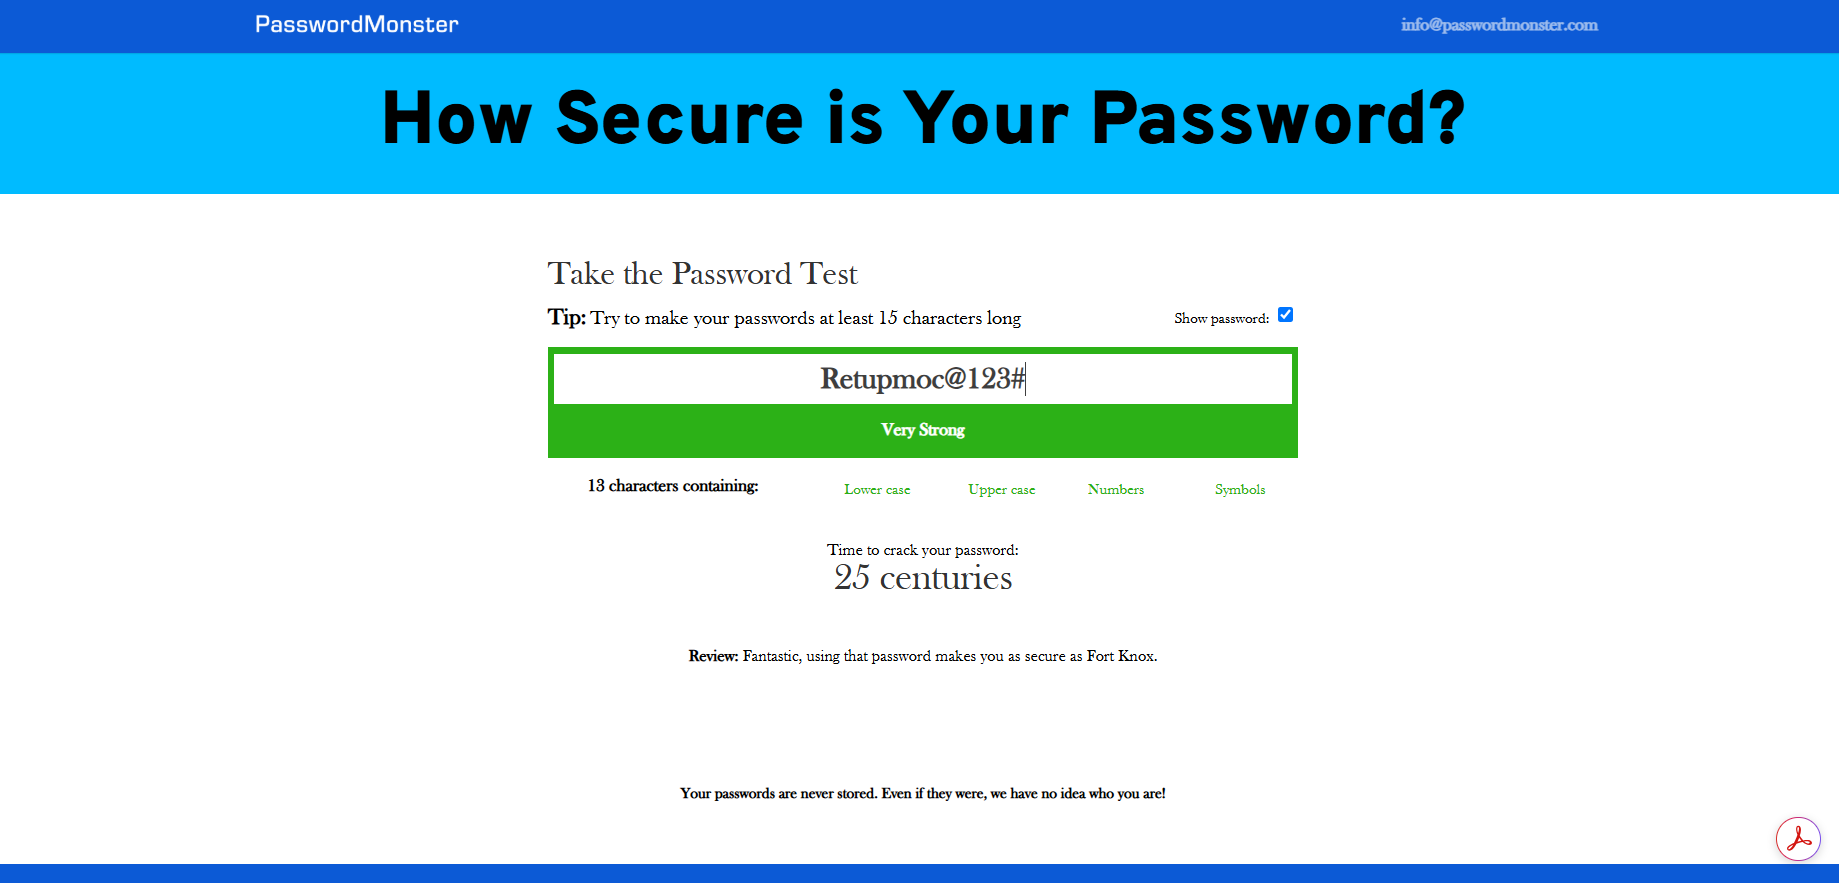 PasswordMonster
info@passwordmonster.com
How Secure is Your Password?
Take the Password Test
Tip: Try to make your passwords at least 15 characters long
Show password:
Retupmoc@123#
Very Strong
13 characters containing:
Lower case
Upper case
Numbers
Symbols
Time to crack your password:
25 centuries
Review: Fantastic, using that password makes you as secure as Fort Knox.
Your passwords are never stored. Even if they were, we have no idea who you are!